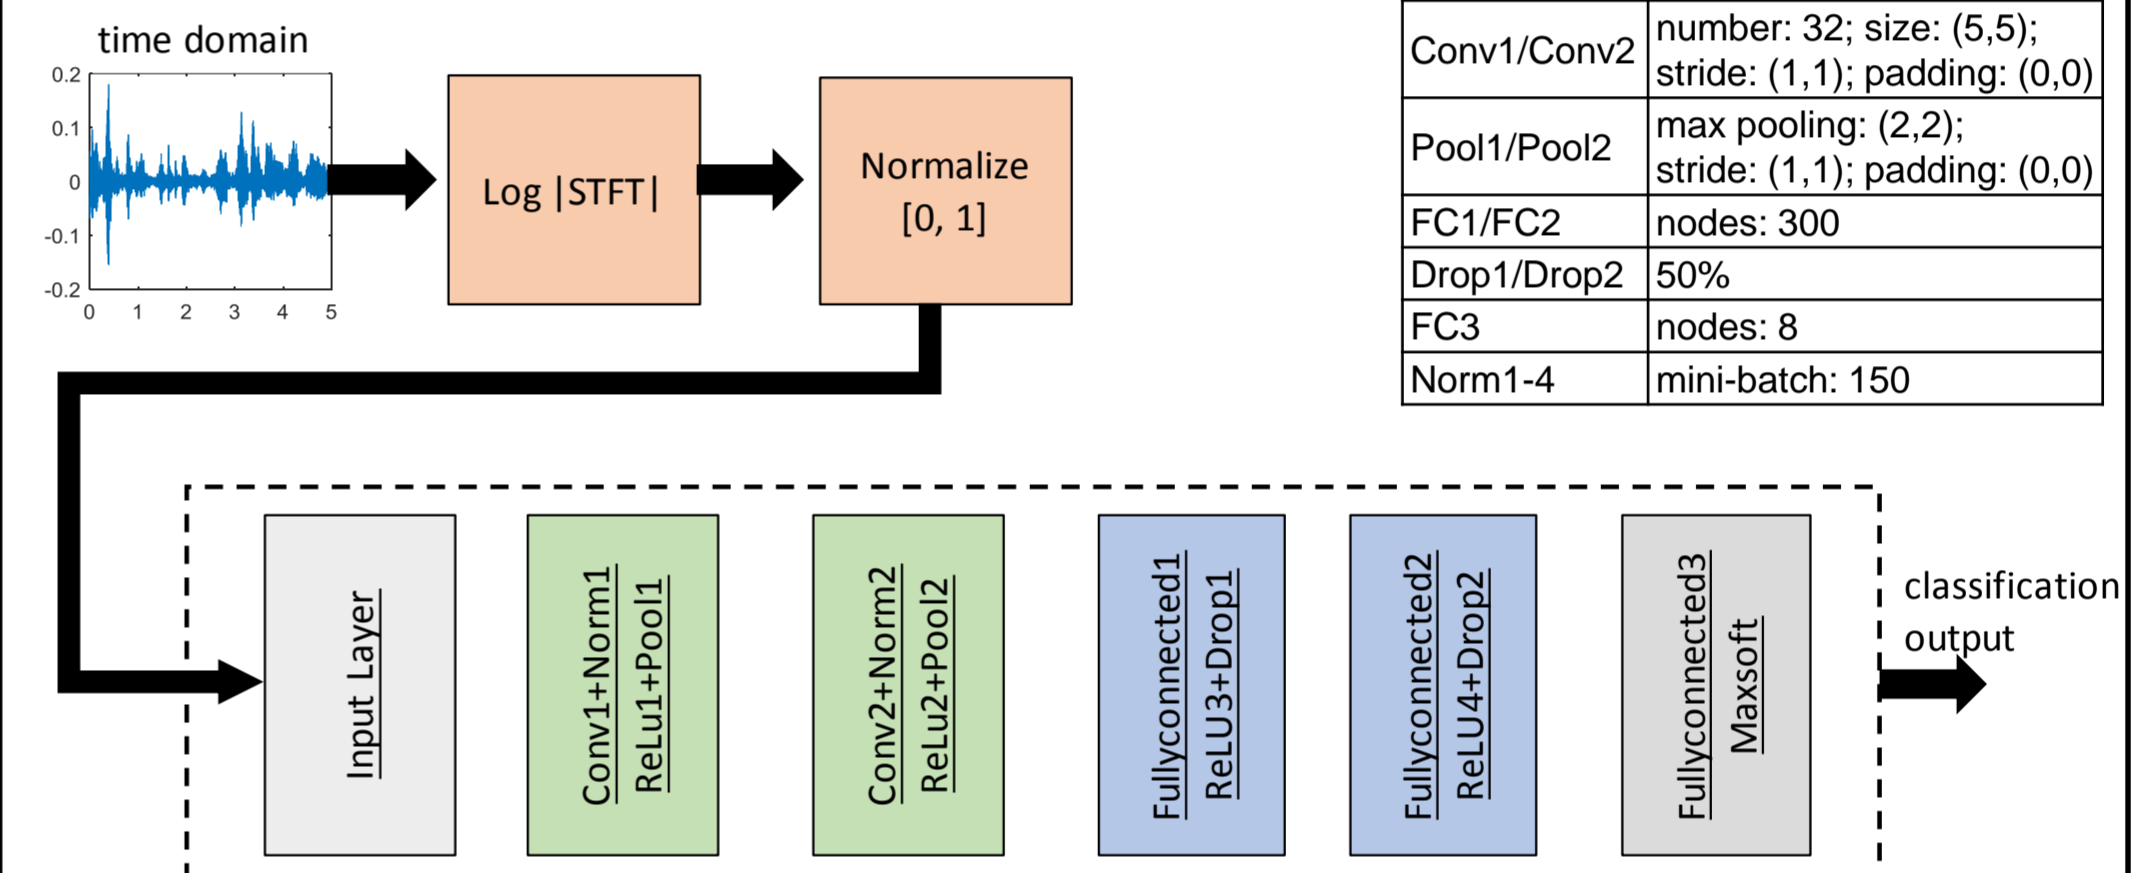 time domain
0.2
0.1
0
-0.1
-0.2
0 1 2 3 4 5
Log |STFT|
Normalize
[0, 1]
Conv1/Conv2 number: 32; size: (5,5);
stride: (1,1); padding: (0,0)
Pool1/Pool2 max pooling: (2,2);
stride: (1,1); padding: (0,0)
FC1/FC2 nodes: 300
Drop1/Drop2 50%
FC3 nodes: 8
Norm1-4 mini-batch: 150
Input Layer
Conv1+Norm1
ReLu1+Pool1
Conv2+Norm2
ReLu2+Pool2
Fullyconnected1
ReLU3+Drop1
Fullyconnected2
ReLU4+Drop2
Fullyconnected3
Maxsoft
classification
output